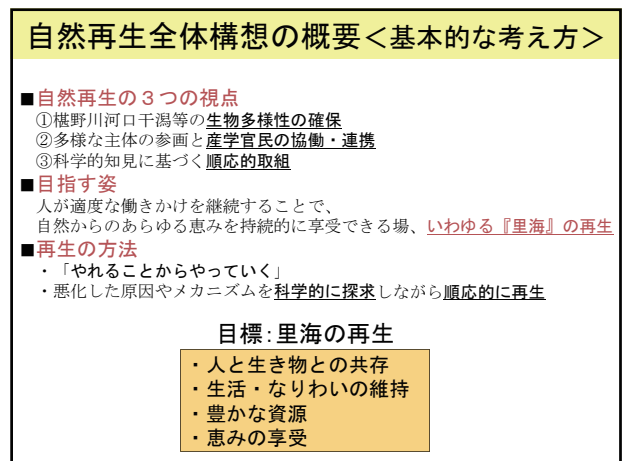 自然再生全体構想の概要＜基本的な考え方＞
■自然再生の３つの視点
①椹野川河口干潟等の生物多様性の確保
②多様な主体の参画と産学官民の協働・連携
③科学的知見に基づく順応的取組
■目指す姿
人が適度な働きかけを継続することで、
自然からのあらゆる恵みを持続的に享受できる場、いわゆる『里海』の再生
■再生の方法
・「やれることからやっていく」
・悪化した原因やメカニズムを科学的に探求しながら順応的に再生
目標：里海の再生
・人と生き物との共存
・生活・なりわいの維持
・豊かな資源
・恵みの享受